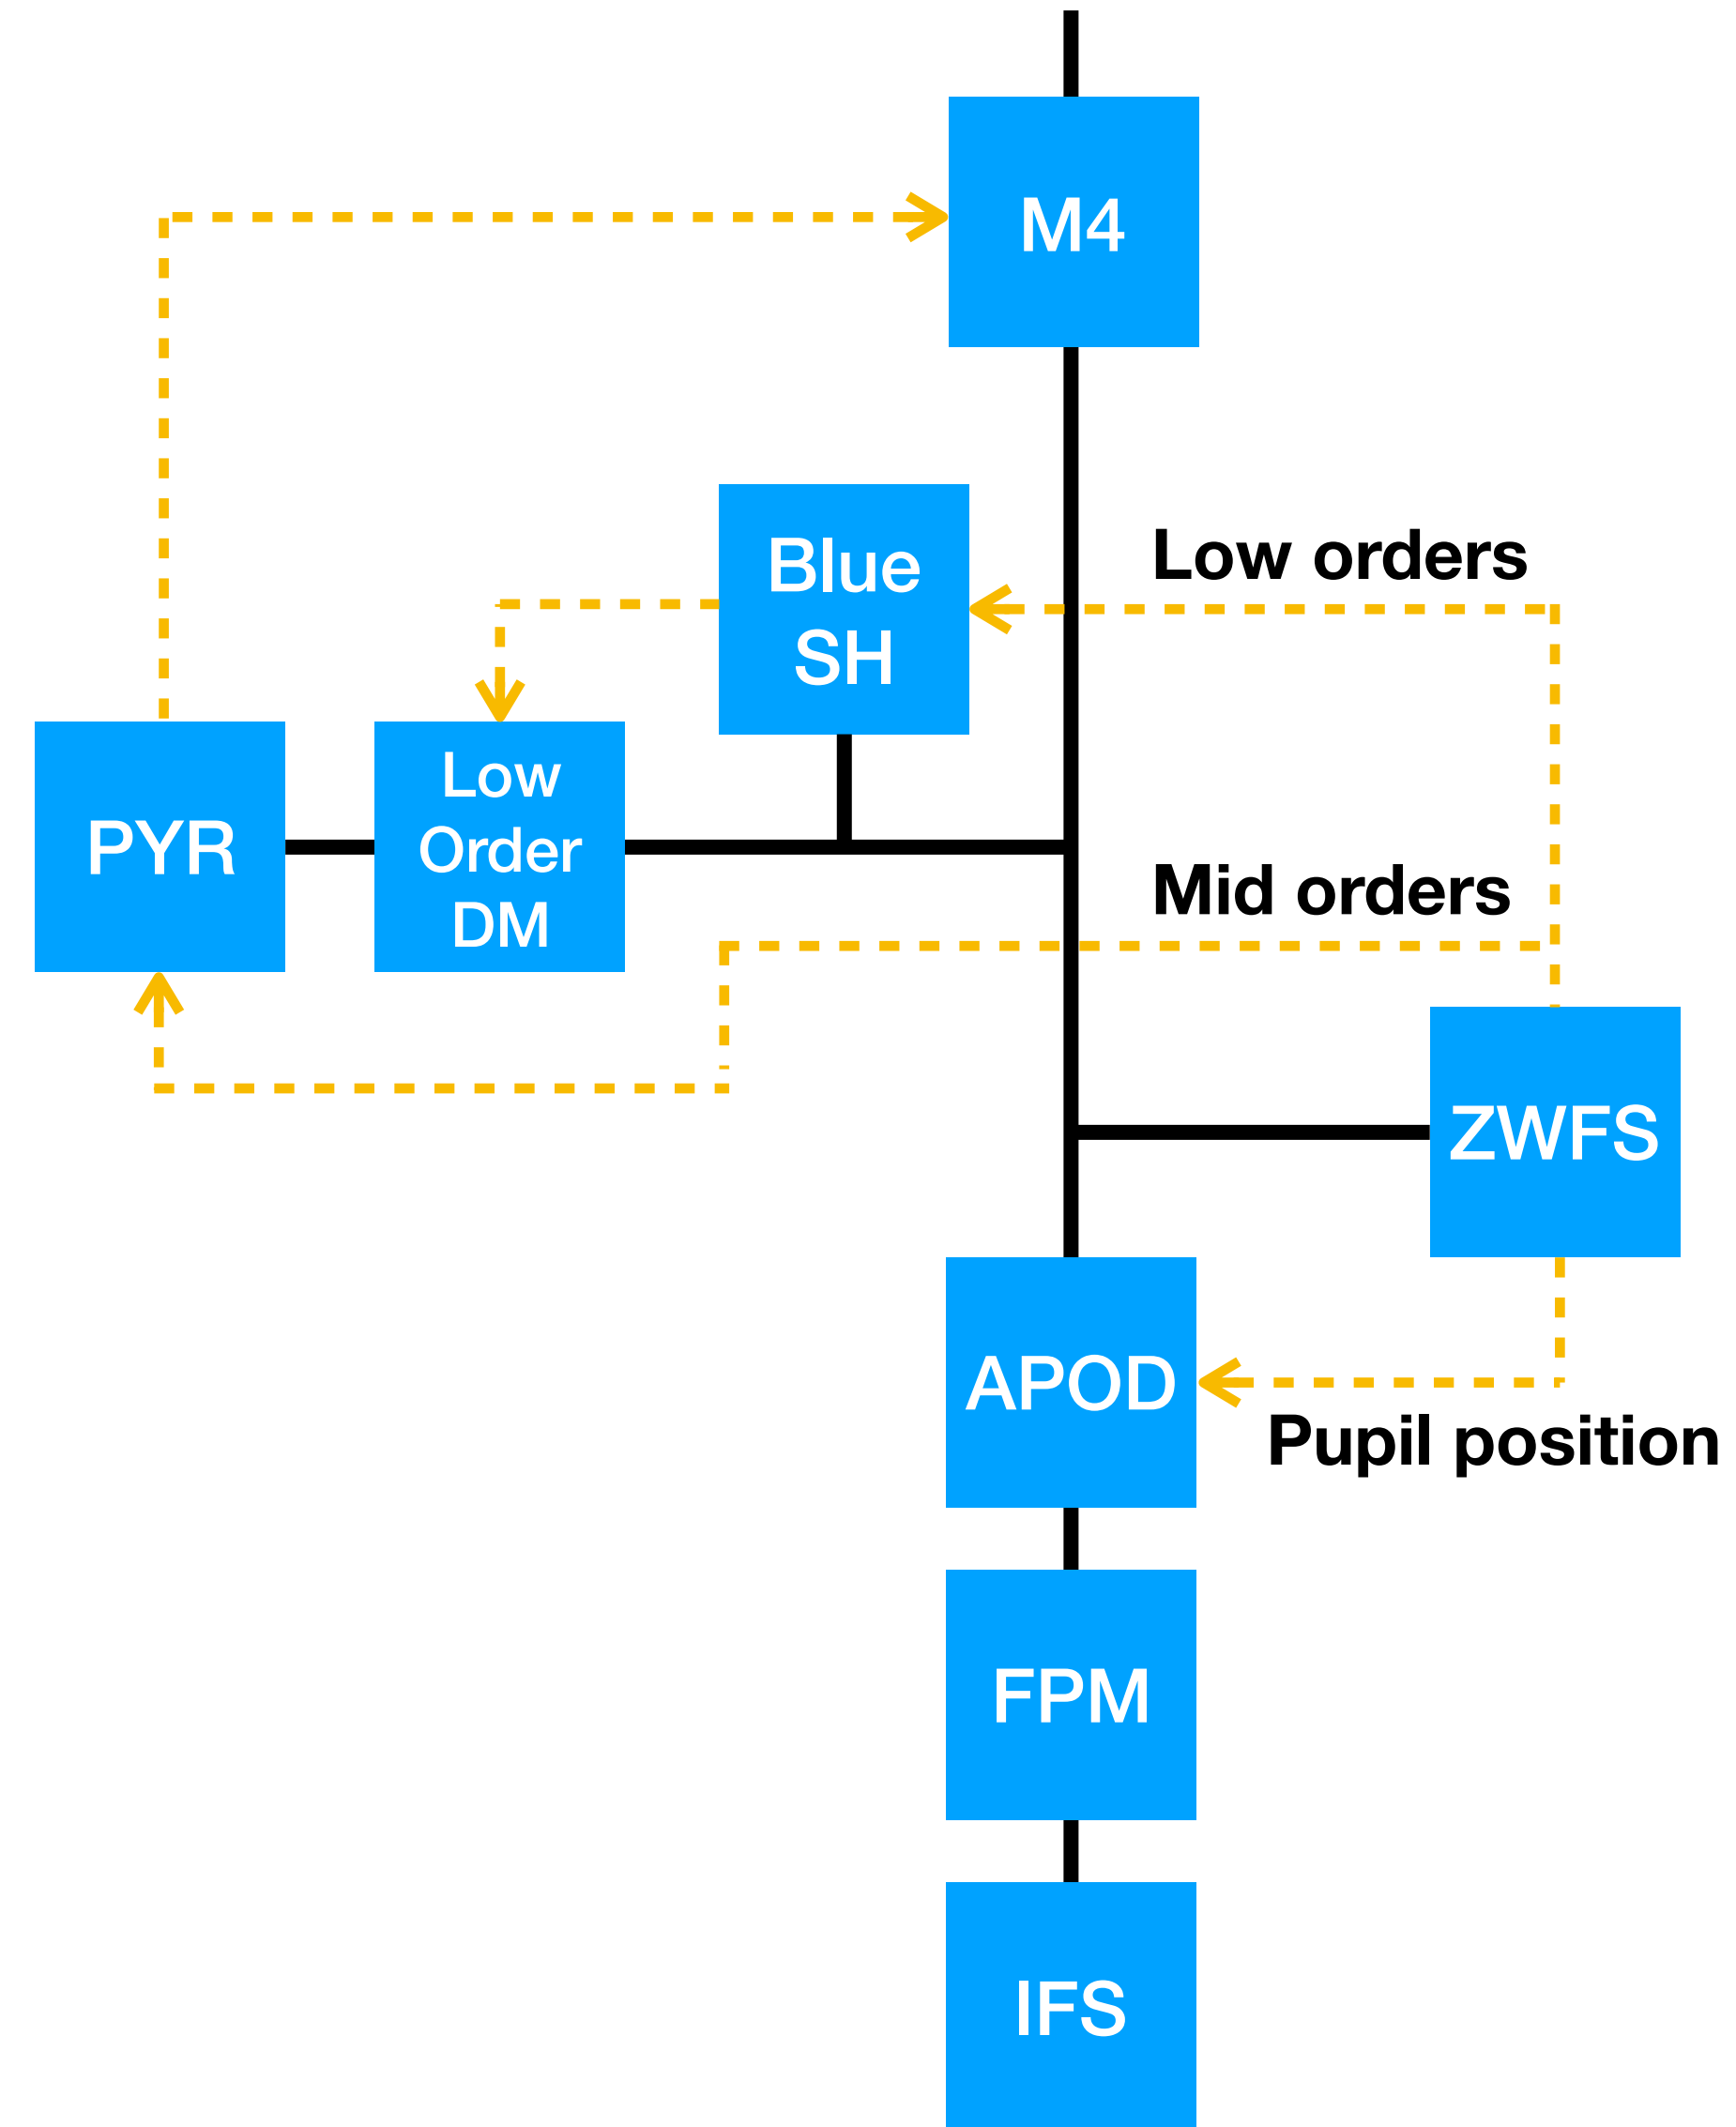 M4
Blue
SH
Low orders
PYR
Low
Order
DM
Mid orders
ZWFS
APOD
Pupil position
FPM
IFS